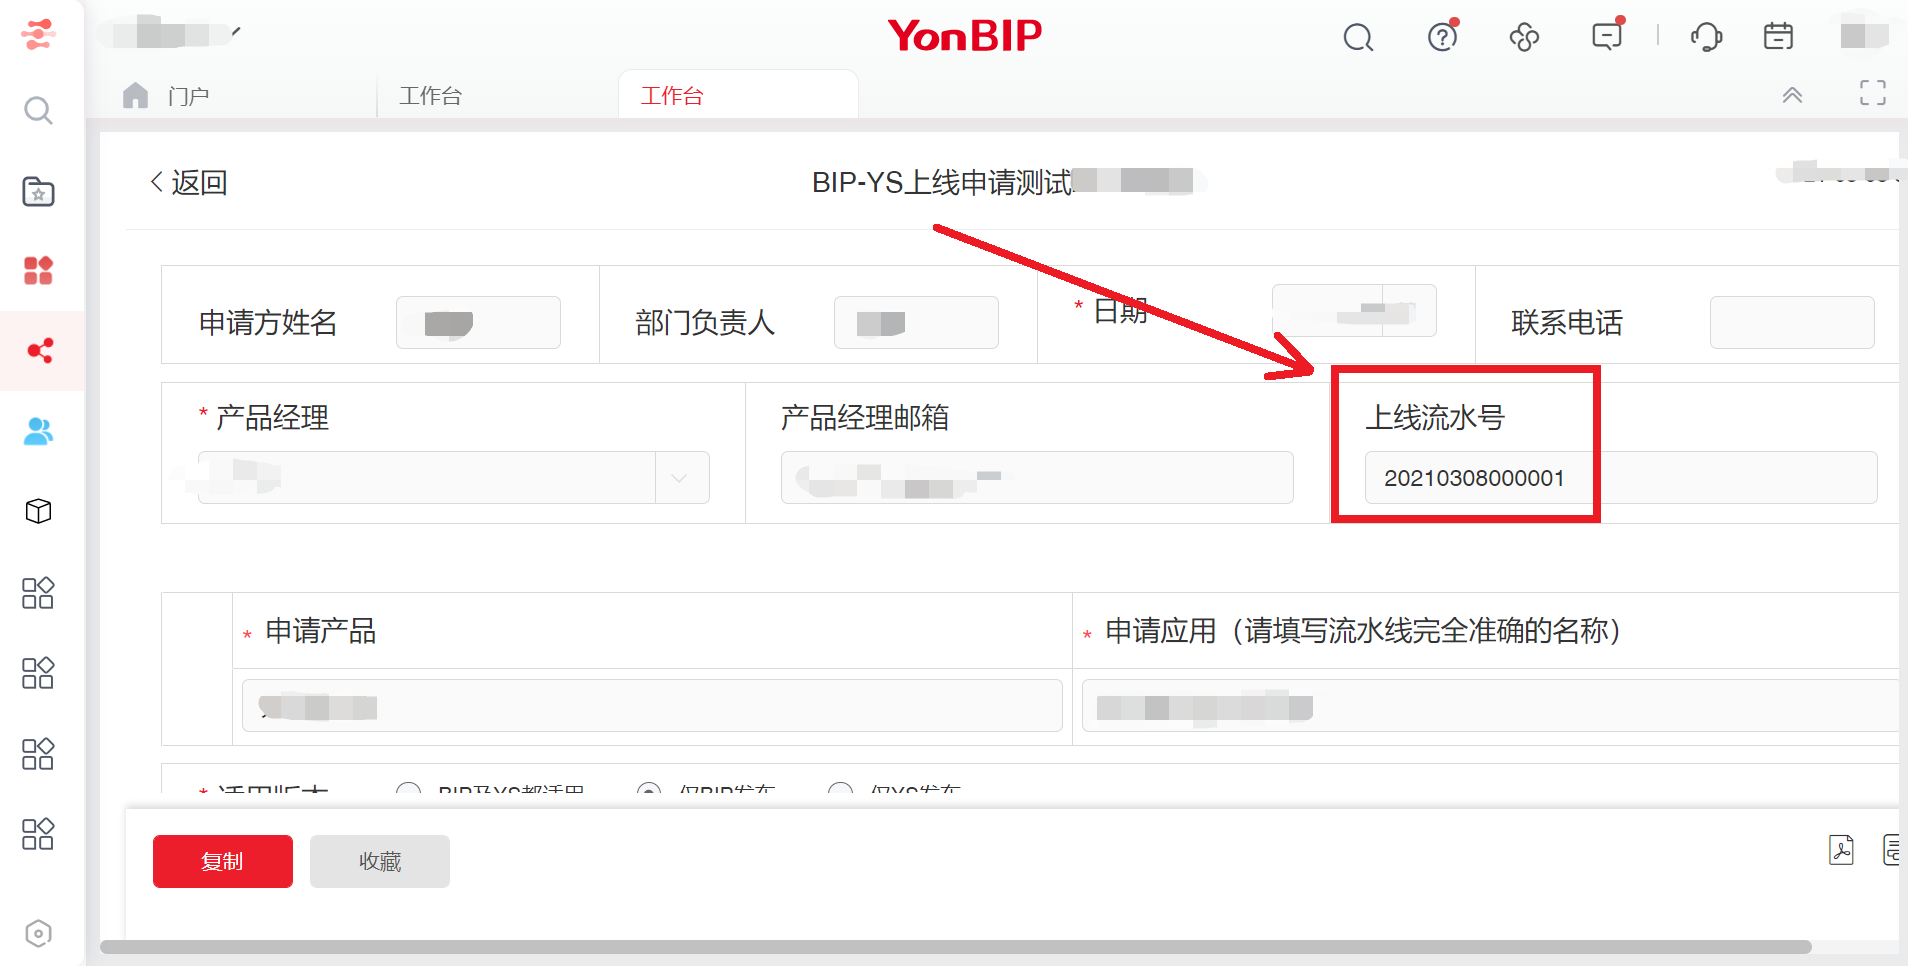 YonBIP
门户
工作台
工作台
返回
BIP-YS上线申请测试
申请方姓名
部门负责人
* 日期
联系电话
* 产品经理
产品经理邮箱
上线流水号
20210308000001
* 申请产品
* 申请应用（请填写流水线完全准确的名称）
* 适用版本
BIP及YS都适用
仅BIP发布
仅YS发布
复制
收藏